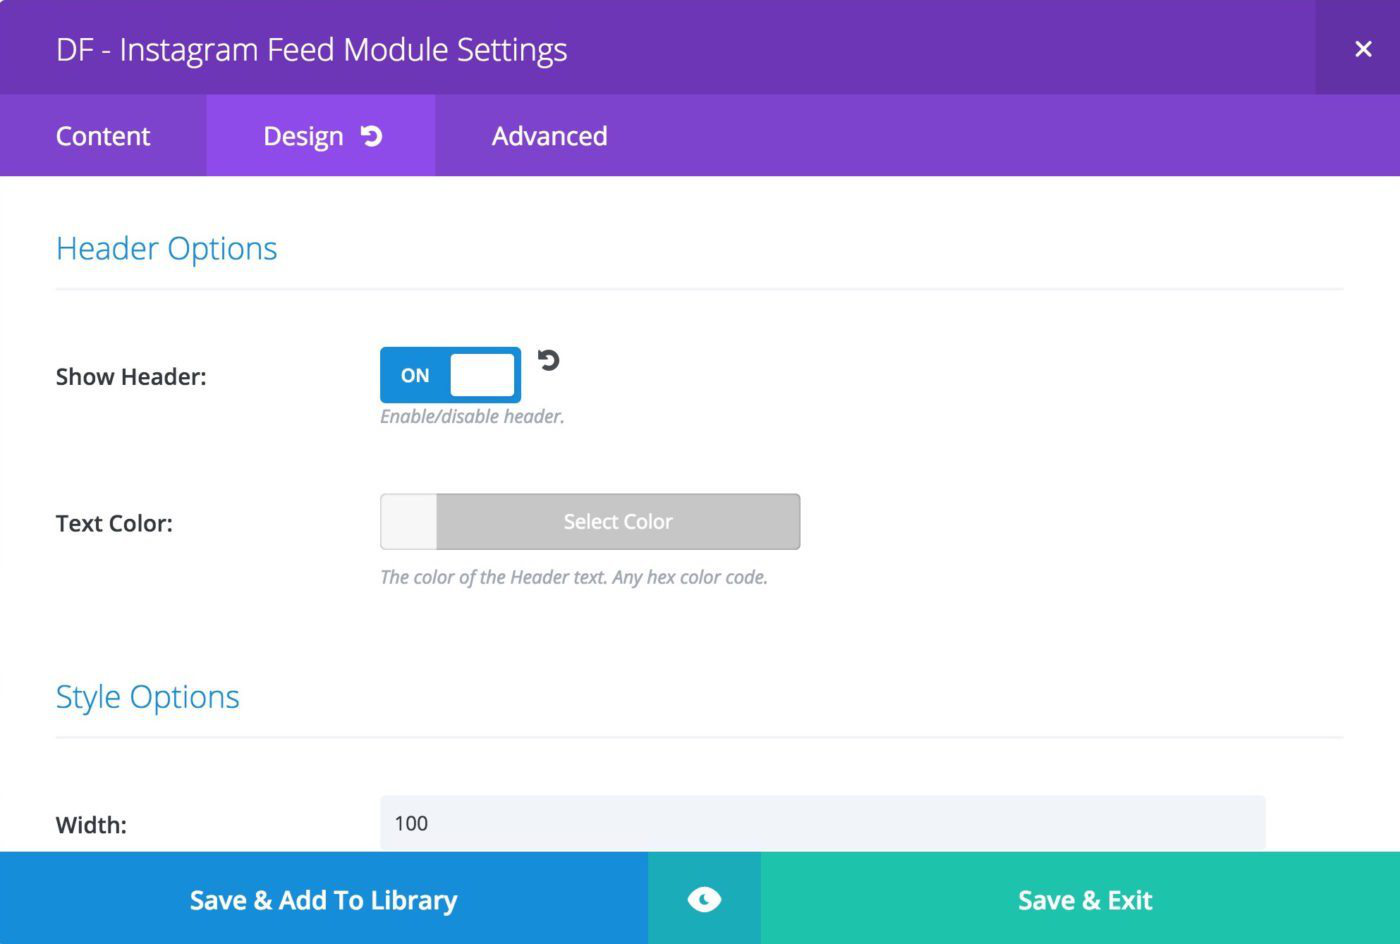 DF - Instagram Feed Module Settings
Content
Design
Advanced
Header Options
Show Header:
ON
Enable/disable header.
Text Color:
Select Color
The color of the Header text. Any hex color code.
Style Options
Width:
100
Save & Add To Library
Save & Exit